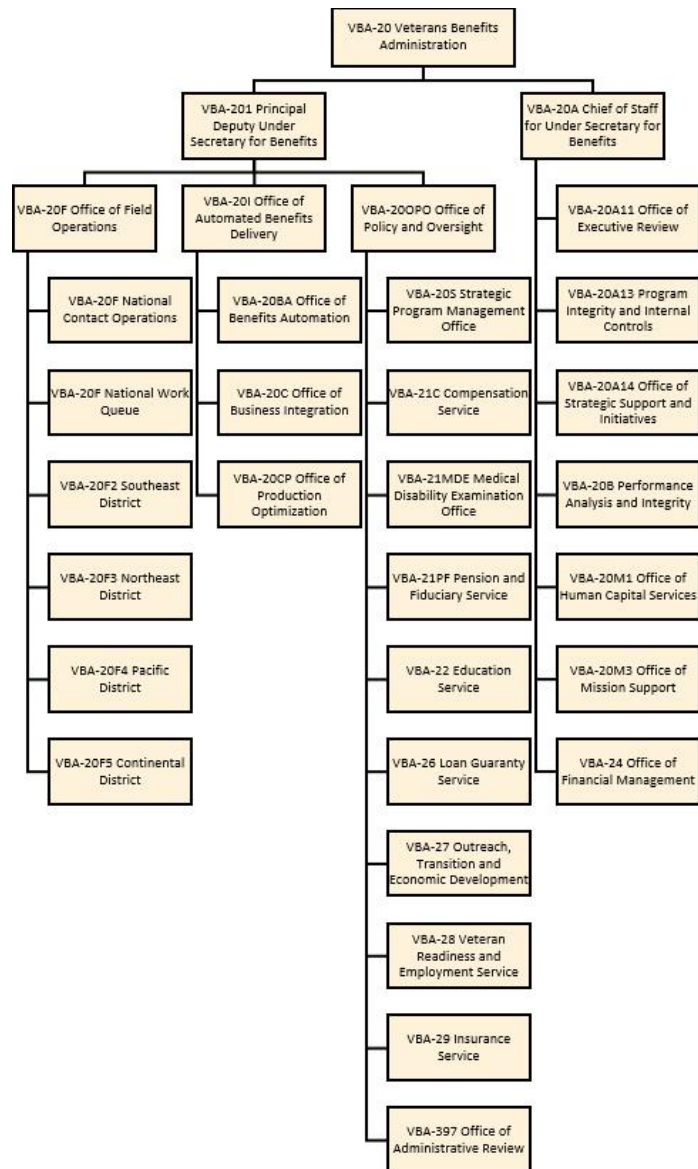 VBA-20 Veterans Benefits
Administration
VBA-201 Principal
Deputy Under
Secretary for Benefits
VBA-20A Chief of Staff
for Under Secretary for
Benefits
VBA-20F Office of Field
Operations
VBA-20I Office of
Automated Benefits
Delivery
VBA-20OPO Office of
Policy and Oversight
VBA-20F National
Contact Operations
VBA-20F National Work
Queue
VBA-20F2 Southeast
District
VBA-20F3 Northeast
District
VBA-20F4 Pacific
District
VBA-20F5 Continental
District
VBA-20BA Office of
Benefits Automation
VBA-20C Office of
Business Integration
VBA-20CP Office of
Production
Optimization
VBA-20S Strategic
Program Management
Office
VBA-21C Compensation
Service
VBA-21MDE Medical
Disability Examination
Office
VBA-21PF Pension and
Fiduciary Service
VBA-22 Education
Service
VBA-26 Loan Guaranty
Service
VBA-27 Outreach,
Transition and
Economic Development
VBA-28 Veteran
Readiness and
Employment Service
VBA-29 Insurance
Service
VBA-397 Office of
Administrative Review
VBA-20A11 Office of
Executive Review
VBA-20A13 Program
Integrity and Internal
Controls
VBA-20A14 Office of
Strategic Support and
Initiatives
VBA-20B Performance
Analysis and Integrity
VBA-20M1 Office of
Human Capital Services
VBA-20M3 Office of
Mission Support
VBA-24 Office of
Financial Management